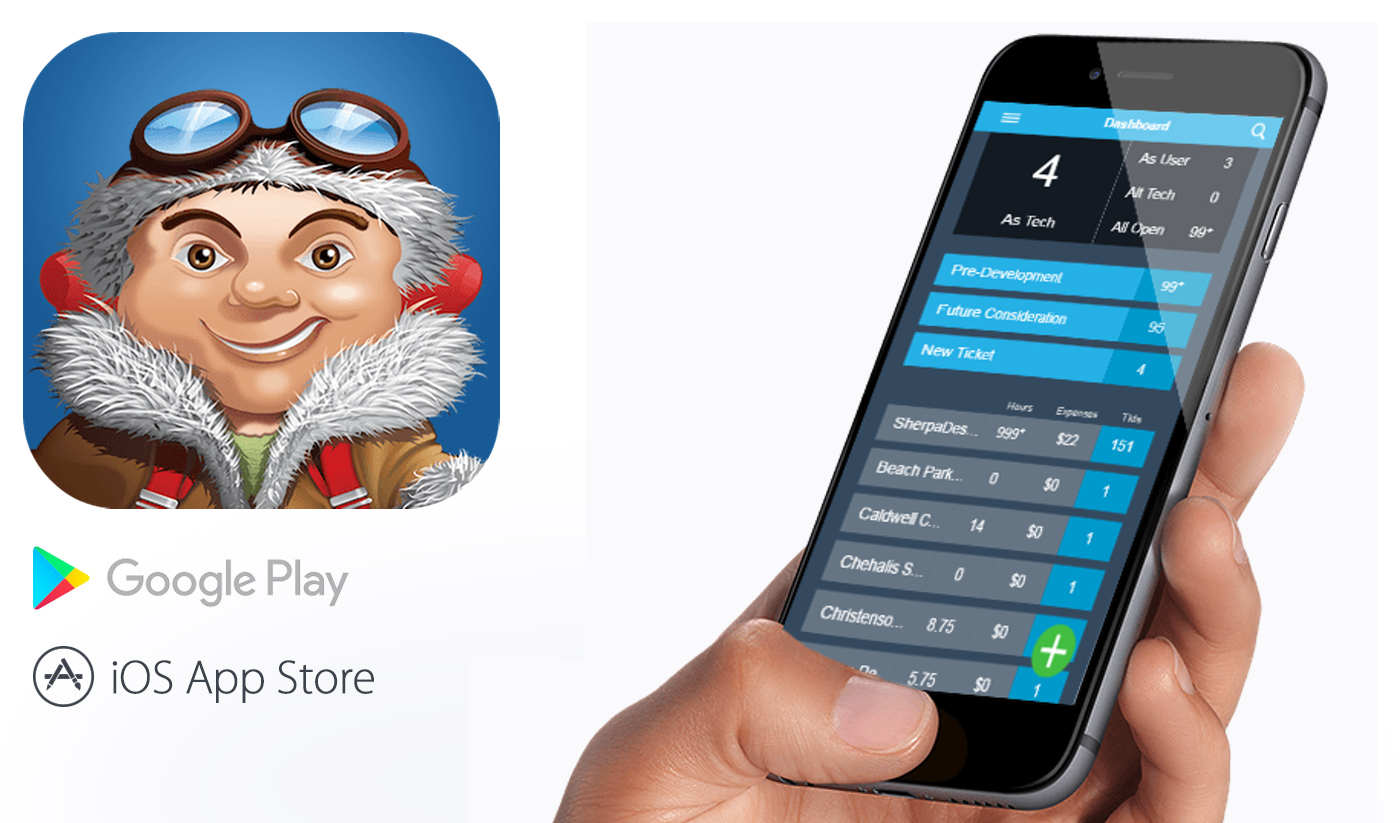 Google Play
iOS App Store
Dashboard
4
As Tech
As User 3
Alt Tech 0
All Open 99+
Pre-Development 99+
Future Consideration 95
New Ticket 4
Hours Expenses Tkts
SherpaDes... 999+ $22 151
Beach Park... 0 $0 1
Caldwell C... 14 $0 1
Chehalis S... 0 $0 1
Christenso... 8.75 $0
5.75 $0 1